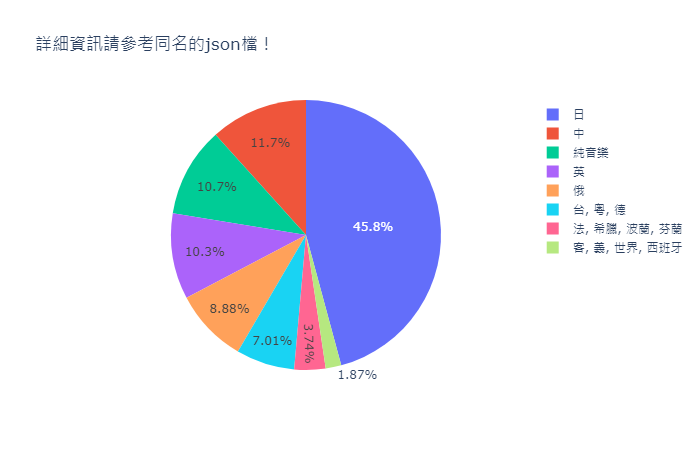 詳細資訊請參考同名的json檔！
45.8%
11.7%
10.7%
10.3%
8.88%
7.01%
3.74%
1.87%
日
中
純音樂
英
俄
台, 粵, 德
法, 希臘, 波蘭, 芬蘭
客, 義, 世界, 西班牙